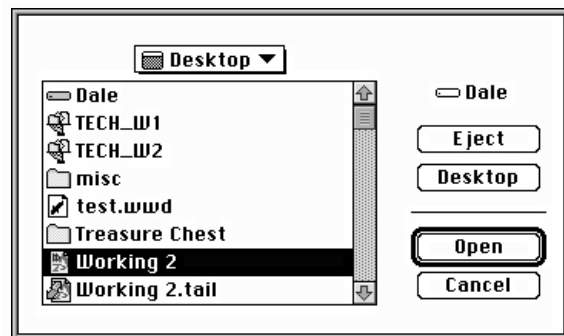 Desktop
Dale
TECH_W1
TECH_W2
misc
test.wwd
Treasure Chest
Working 2
Working 2.tail
Dale
Eject
Desktop
Open
Cancel